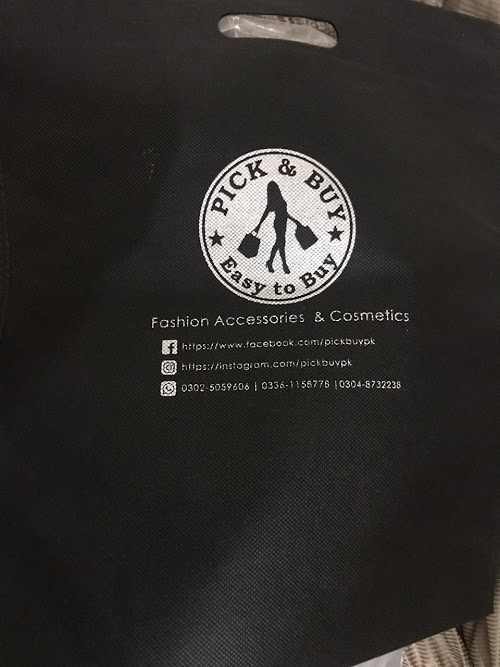 PICK & BUY
Easy to Buy
Fashion Accessories & Cosmetics
https://www.facebook.com/pickbuypk
https://instagram.com/pickbuypk
0302-5059606 | 0336-1158778 | 0304-8732238